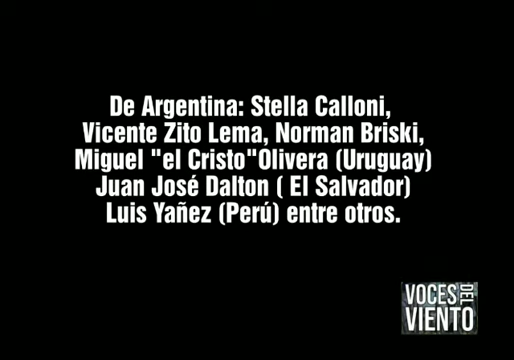 De Argentina: Stella Calloni,
Vicente Zito Lema, Norman Briski,
Miguel "el Cristo"Olivera (Uruguay)
Juan José Dalton ( El Salvador)
Luis Yañez (Perú) entre otros.
VOCES DEL
VIENTO